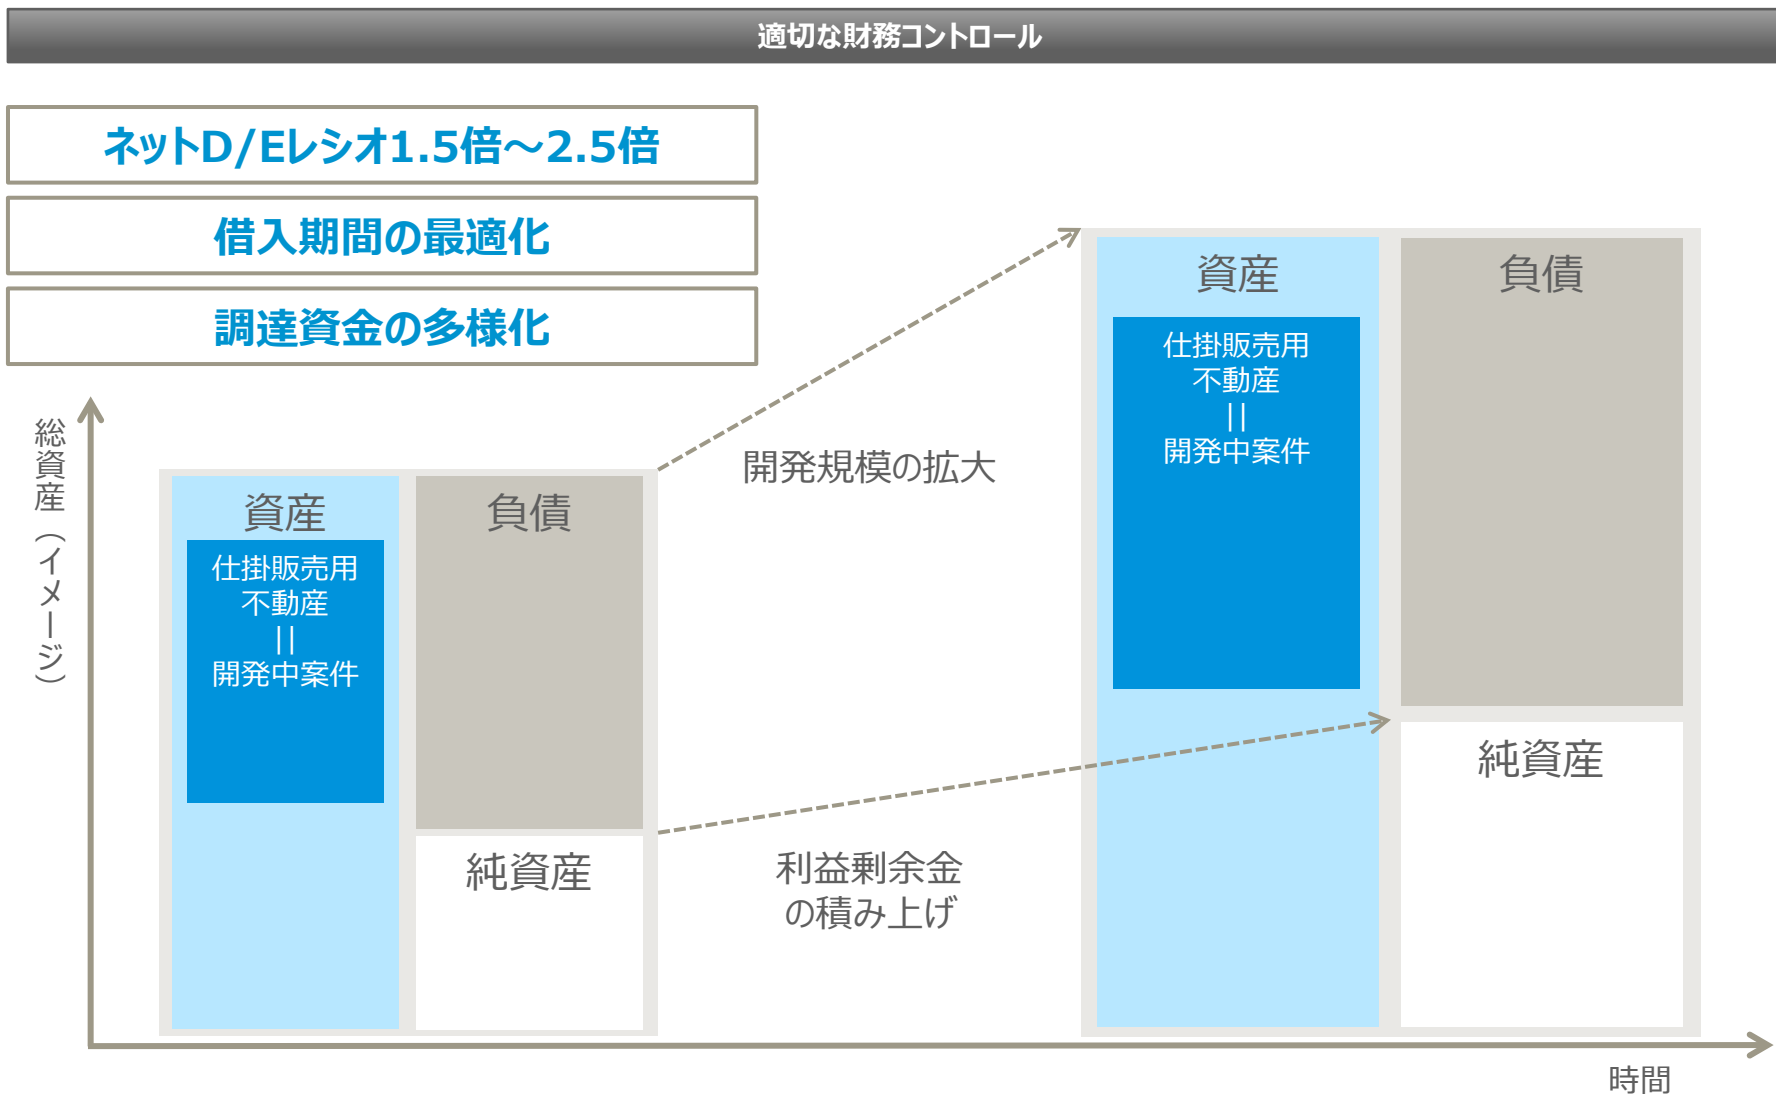 適切な財務コントロール
ネットD/Eレシオ1.5倍～2.5倍
借入期間の最適化
調達資金の多様化
総資産（イメージ）
資産
仕掛販売用
不動産
||
開発中案件
負債
純資産
開発規模の拡大
利益剰余金
の積み上げ
資産
仕掛販売用
不動産
||
開発中案件
負債
純資産
時間